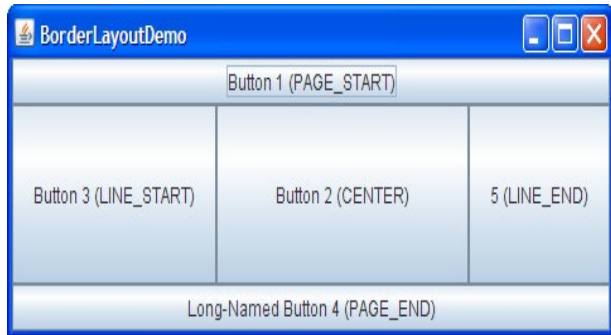 BorderLayoutDemo
Button 1 (PAGE_START)
Button 3 (LINE_START)
Button 2 (CENTER)
5 (LINE_END)
Long-Named Button 4 (PAGE_END)